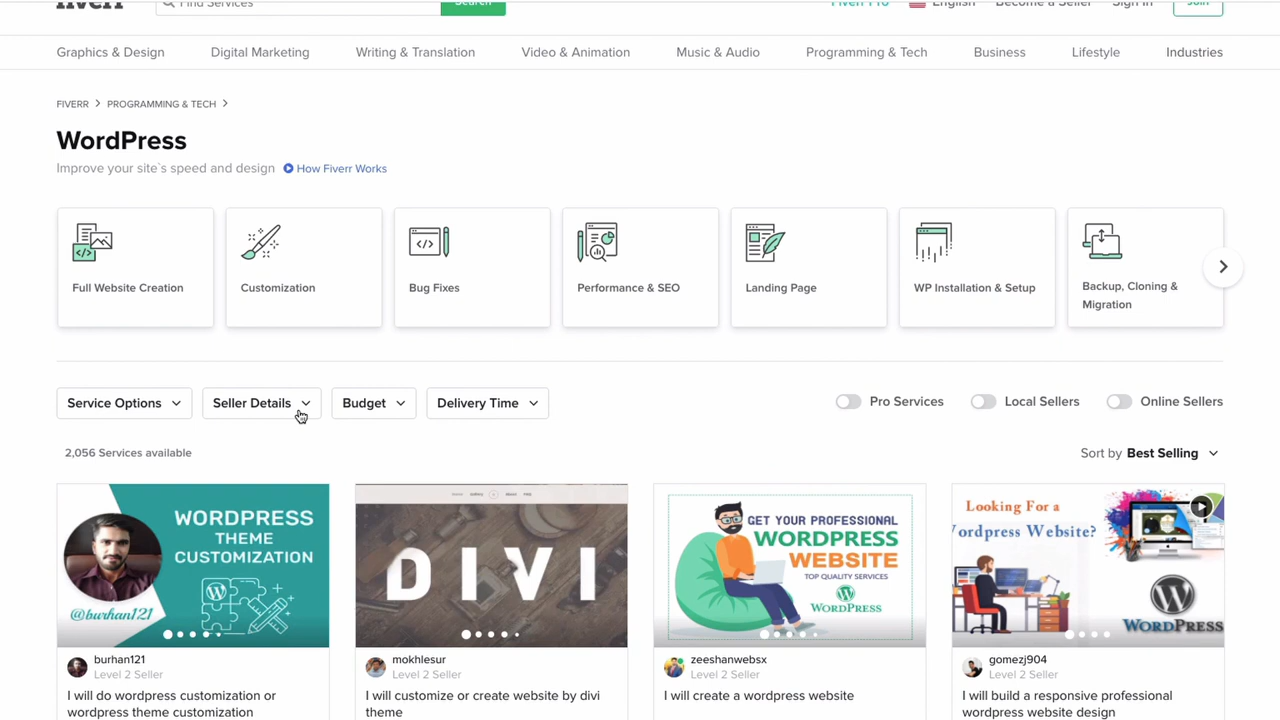 fiverr
Find Services
Search
Fiverr Pro
English
Become a Seller
Sign in
Join
Graphics & Design
Digital Marketing
Writing & Translation
Video & Animation
Music & Audio
Programming & Tech
Business
Lifestyle
Industries
FIVERR > PROGRAMMING & TECH >
WordPress
Improve your site`s speed and design
How Fiverr Works
Full Website Creation
Customization
Bug Fixes
Performance & SEO
Landing Page
WP Installation & Setup
Backup, Cloning &
Migration
Service Options
Seller Details
Budget
Delivery Time
Pro Services
Local Sellers
Online Sellers
2,056 Services available
Sort by Best Selling
WORDPRESS
THEME
CUSTOMIZATION
@burhan121
DIVI
GET YOUR PROFESSIONAL
WORDPRESS
WEBSITE
TOP QUALITY SERVICES
WORDPRESS
Looking For a
Wordpress Website?
WORDPRESS
burhan121
Level 2 Seller
I will do wordpress customization or
wordpress theme customization
mokhlesur
Level 2 Seller
I will customize or create website by divi
theme
zeeshanwebsx
Level 2 Seller
I will create a wordpress website
gomezj904
Level 2 Seller
I will build a responsive professional
wordpress website design